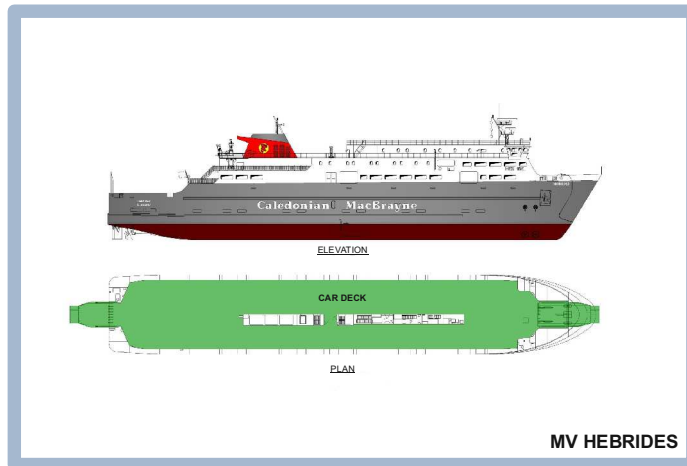 Caledonian MacBrayne
ELEVATION
CAR DECK
PLAN
MV HEBRIDES